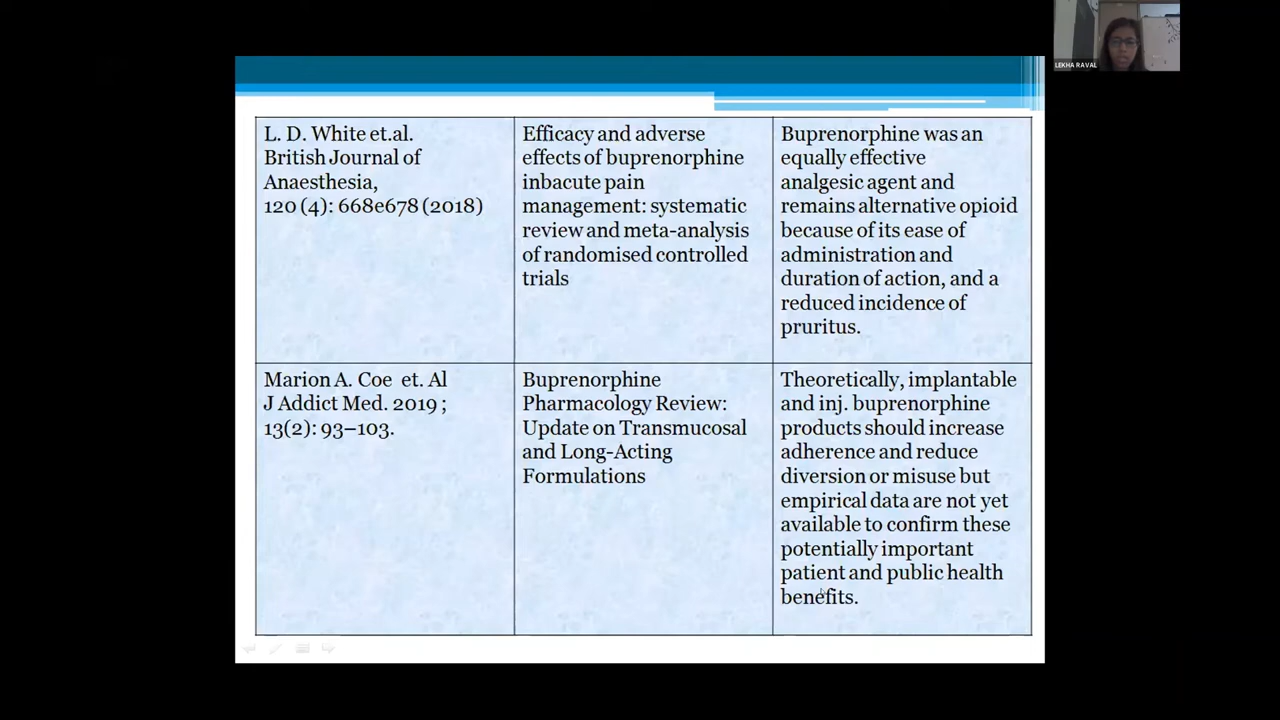 LEKHA RAVAL
L. D. White et.al.
British Journal of
Anaesthesia,
120 (4): 668e678 (2018)
Efficacy and adverse
effects of buprenorphine
inbacute pain
management: systematic
review and meta-analysis
of randomised controlled
trials
Buprenorphine was an
equally effective
analgesic agent and
remains alternative opioid
because of its ease of
administration and
duration of action, and a
reduced incidence of
pruritus.
Marion A. Coe et. Al
J Addict Med. 2019 ;
13(2): 93–103.
Buprenorphine
Pharmacology Review:
Update on Transmucosal
and Long-Acting
Formulations
Theoretically, implantable
and inj. buprenorphine
products should increase
adherence and reduce
diversion or misuse but
empirical data are not yet
available to confirm these
potentially important
patient and public health
benefits.